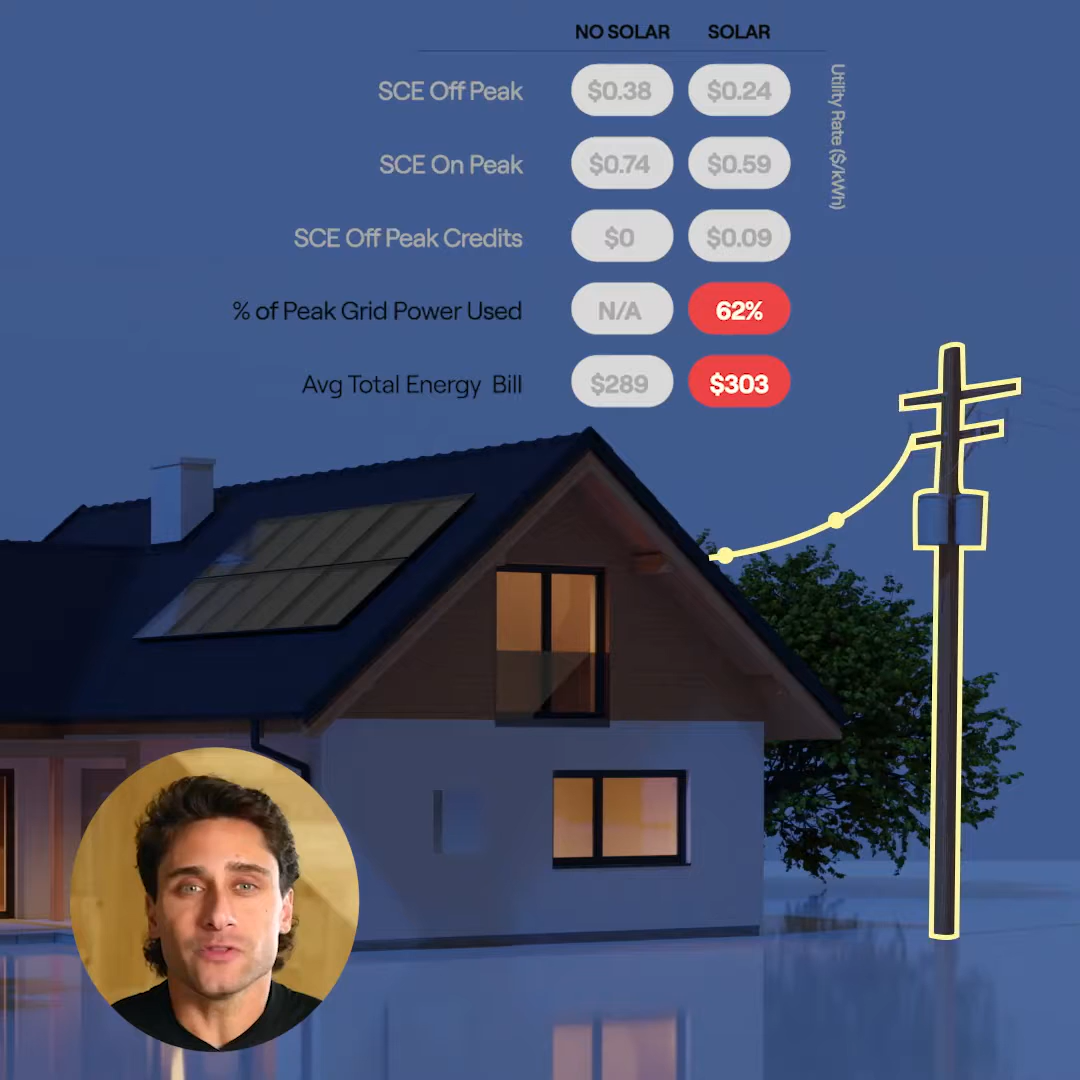 NO SOLAR SOLAR
SCE Off Peak $0.38 $0.24
SCE On Peak $0.74 $0.59
SCE Off Peak Credits $0 $0.09
% of Peak Grid Power Used N/A 62%
Avg Total Energy Bill $289 $303
Utility Rate ($/kWh)